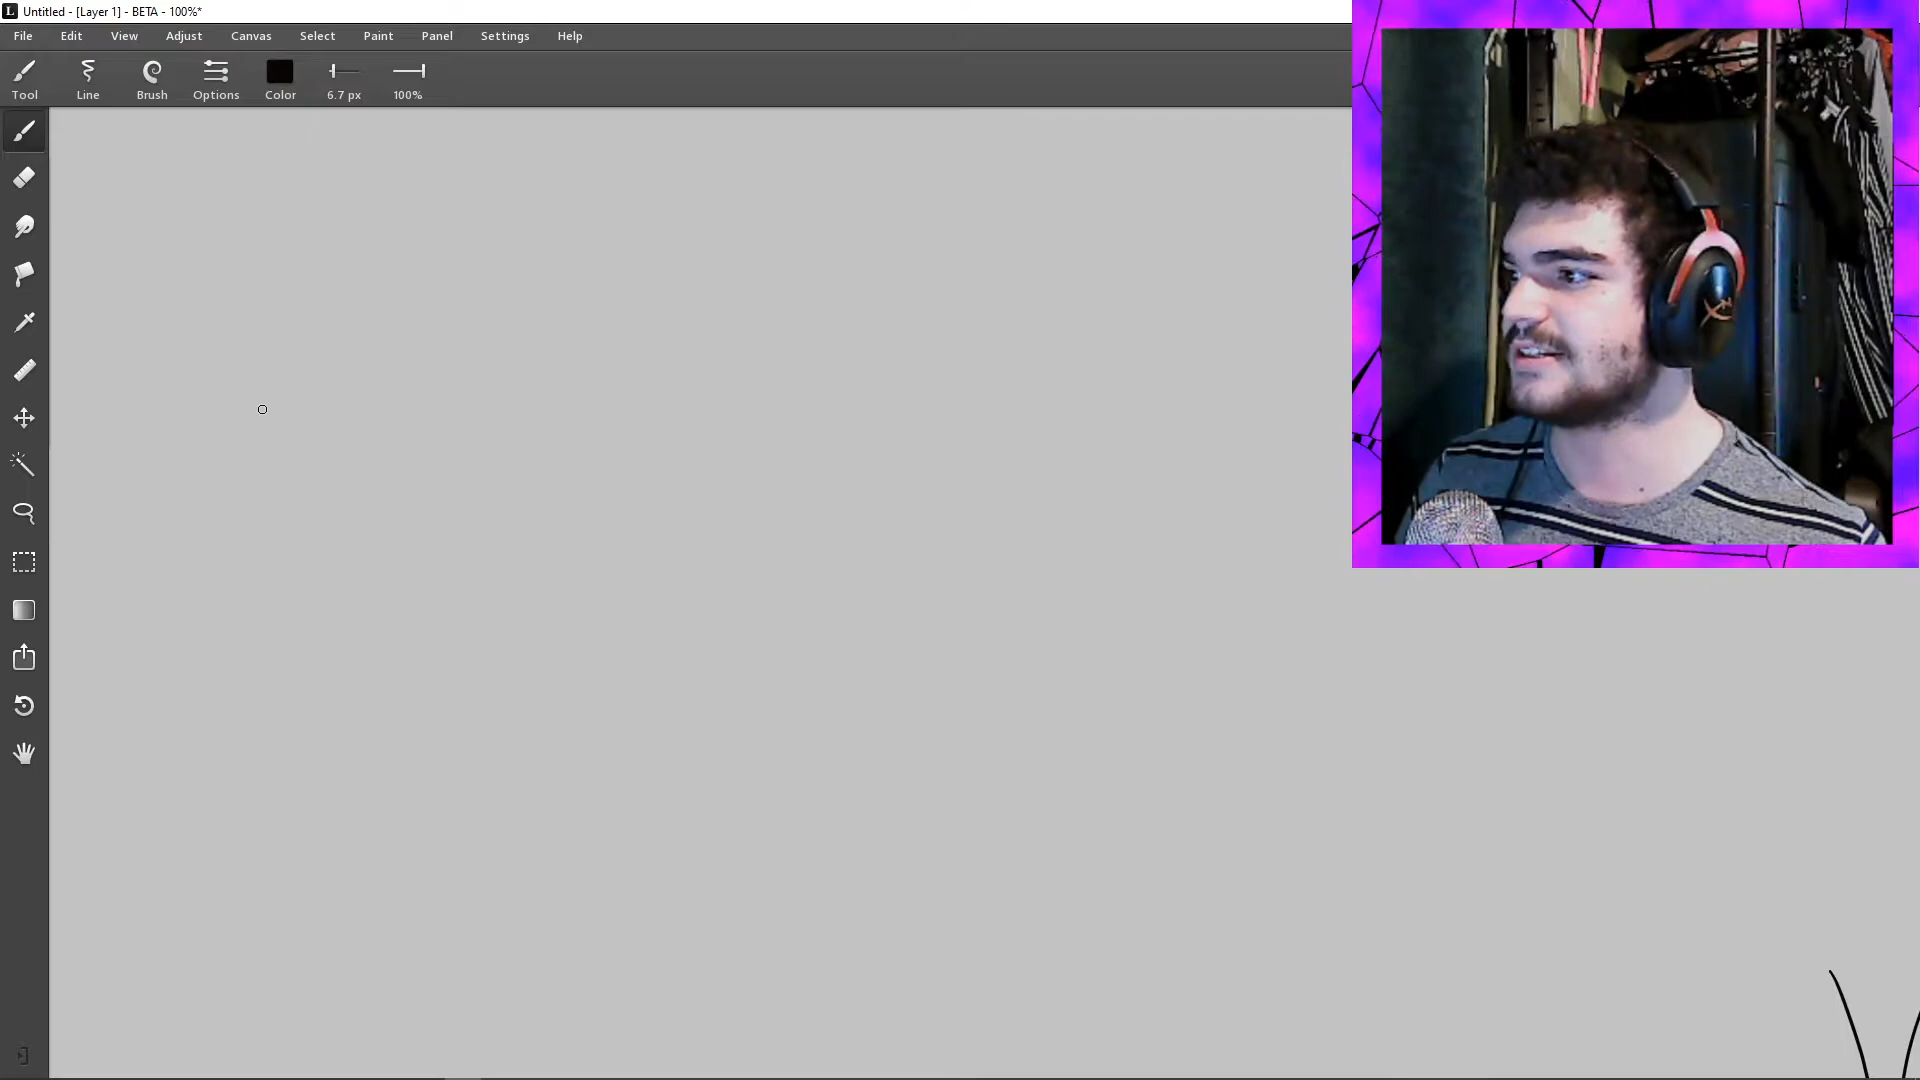 L Untitled - [Layer 1] - BETA - 100%*
File Edit View Adjust Canvas Select Paint Panel Settings Help
Tool Line Brush Options Color 6.7 px 100%